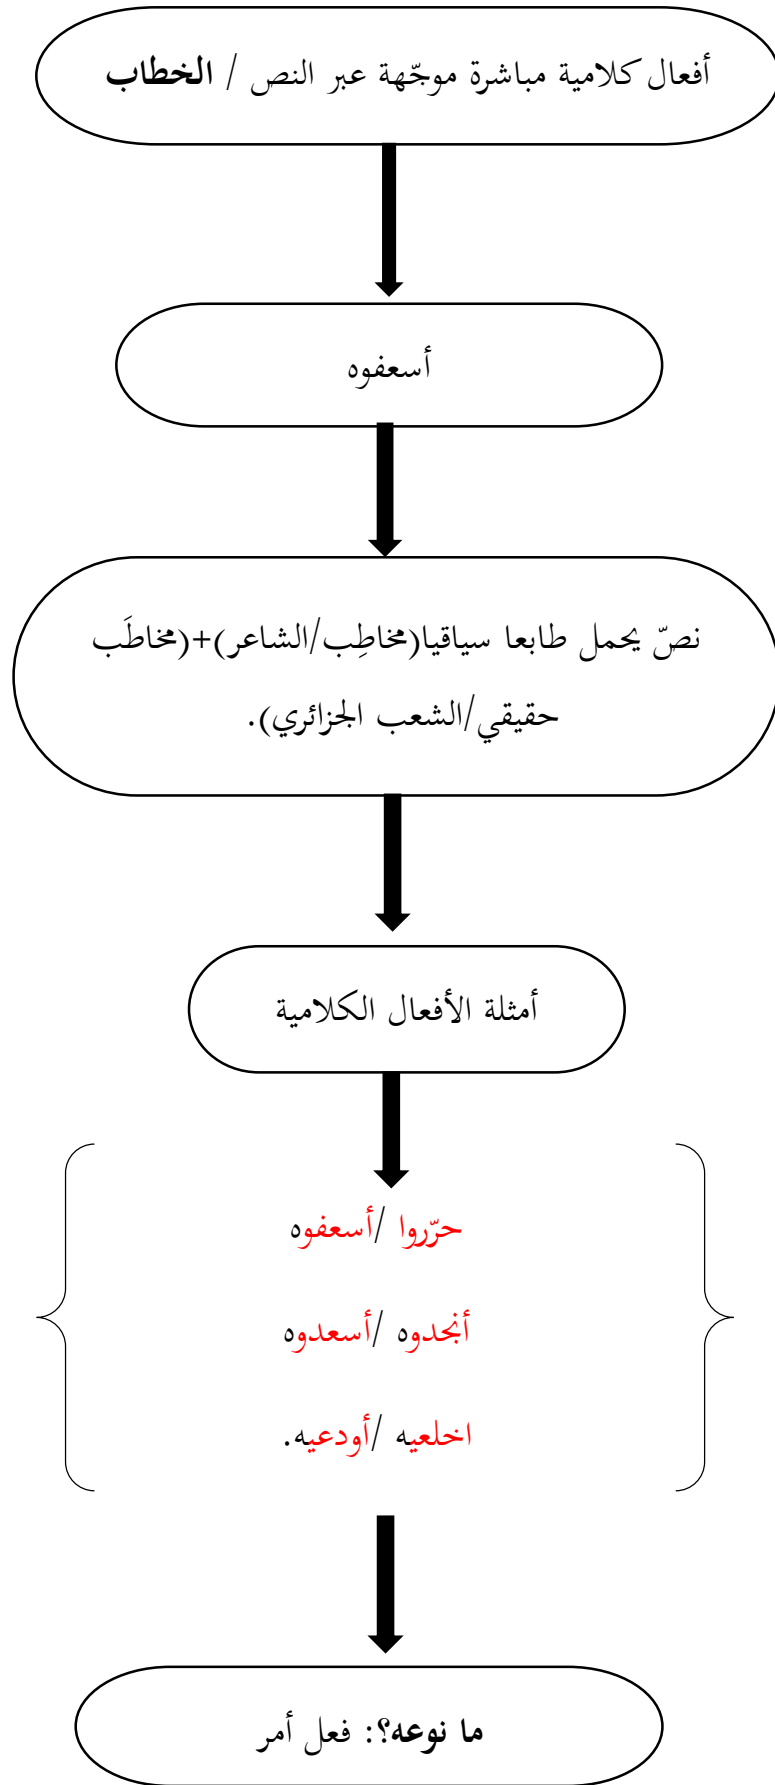 أفعال كلامية مباشرة موجّهة عبر النص / الخطاب
أسعفوه
نصّ يحمل طابعا سياقيا(مخاطِب/الشاعر)+(مخاطَب
حقيقي/الشعب الجزائري).
أمثلة الأفعال الكلامية
حرّروا /أسعفوه
أنجدوه /أسعدوه
اخلعيه /أودعيه.
ما نوعه؟: فعل أمر